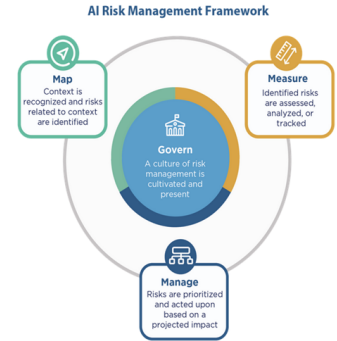 AI Risk Management Framework
Map
Context is
recognized and risks
related to context
are identified
Measure
Identified risks
are assessed,
analyzed, or
tracked
Govern
A culture of risk
management is
cultivated and
present
Manage
Risks are prioritized
and acted upon
based on a
projected impact